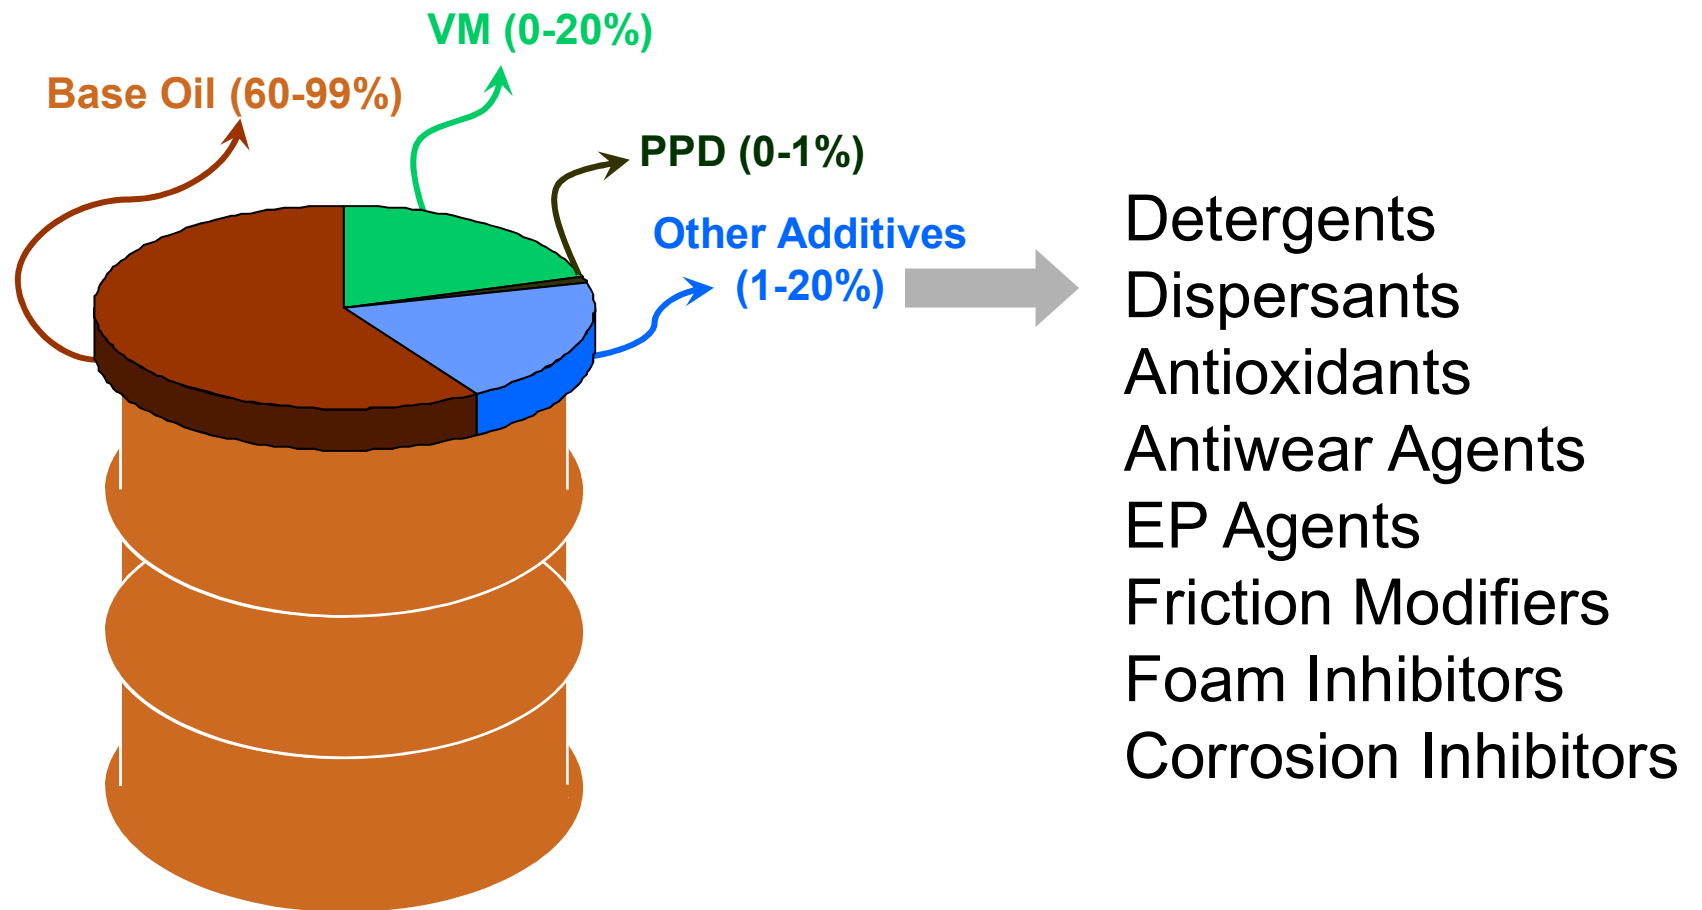 VM (0-20%)
Base Oil (60-99%)
PPD (0-1%)
Other Additives
(1-20%)
Detergents
Dispersants
Antioxidants
Antiwear Agents
EP Agents
Friction Modifiers
Foam Inhibitors
Corrosion Inhibitors